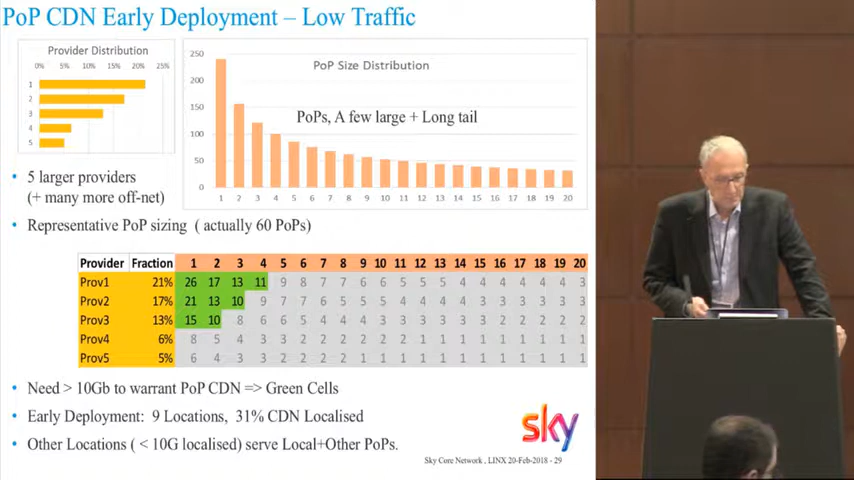 PoP CDN Early Deployment – Low Traffic
Provider Distribution
0% 5% 10% 15% 20% 25%
1
2
3
4
5
PoP Size Distribution
250
200
150
100
50
0
PoPs, A few large + Long tail
1 2 3 4 5 6 7 8 9 10 11 12 13 14 15 16 17 18 19 20
• 5 larger providers
(+ many more off-net)
• Representative PoP sizing ( actually 60 PoPs)
Provider Fraction 1 2 3 4 5 6 7 8 9 10 11 12 13 14 15 16 17 18 19 20
Prov1 21% 26 17 13 11 9 8 7 7 6 6 5 5 5 4 4 4 4 4 4 3
Prov2 17% 21 13 10 9 7 6 6 5 5 5 4 4 4 3 3 3 3 3 3 3
Prov3 13% 15 10 8 6 6 5 4 4 4 3 3 3 3 3 3 2 2 2 2 2
Prov4 6% 8 5 4 3 3 2 2 2 2 2 2 1 1 1 1 1 1 1 1 1
Prov5 5% 6 4 3 3 2 2 2 2 1 1 1 1 1 1 1 1 1 1 1 1
• Need > 10Gb to warrant PoP CDN => Green Cells
• Early Deployment: 9 Locations, 31% CDN Localised
• Other Locations ( < 10G localised) serve Local+Other PoPs.
sky
Sky Core Network , LINX 20-Feb-2018 - 29